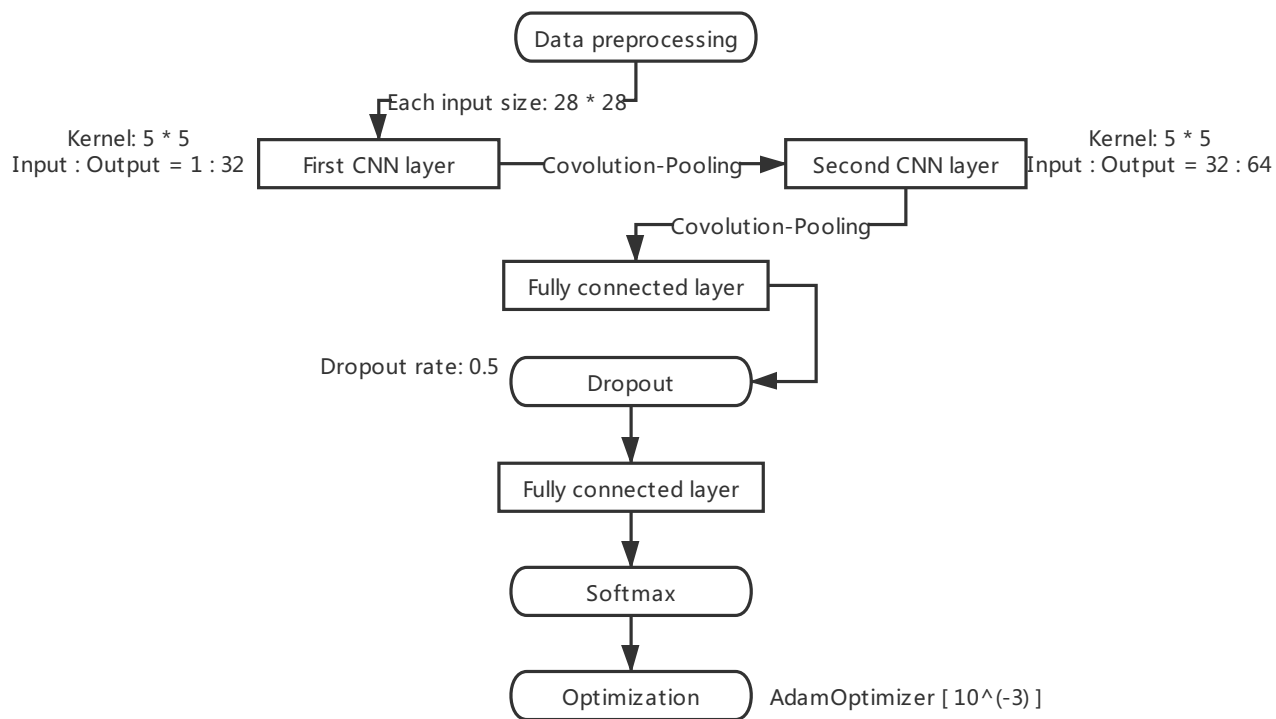 Data preprocessing
Each input size: 28 * 28
Kernel: 5 * 5
Input : Output = 1 : 32
First CNN layer
Covolution-Pooling
Second CNN layer
Kernel: 5 * 5
Input : Output = 32 : 64
Covolution-Pooling
Fully connected layer
Dropout rate: 0.5
Dropout
Fully connected layer
Softmax
Optimization
AdamOptimizer [ 10^(-3) ]